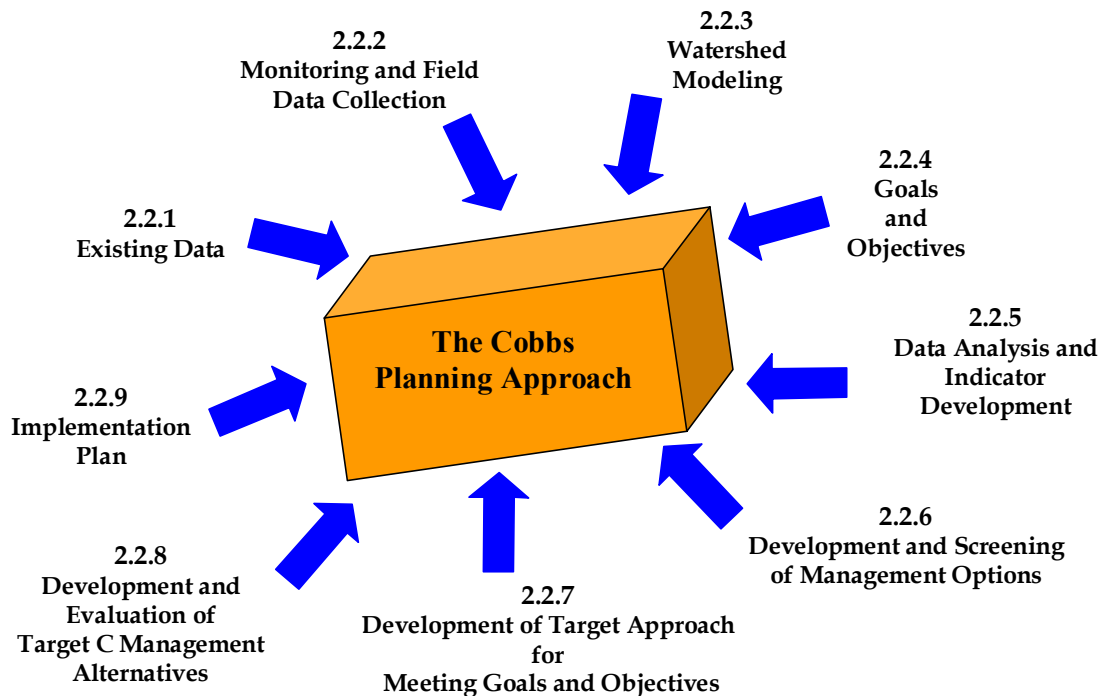 2.2.1
Existing Data
2.2.2
Monitoring and Field
Data Collection
2.2.3
Watershed
Modeling
2.2.4
Goals
and
Objectives
2.2.5
Data Analysis and
Indicator
Development
2.2.6
Development and Screening
of Management Options
2.2.7
Development of Target Approach
for
Meeting Goals and Objectives
2.2.8
Development and
Evaluation of
Target C Management
Alternatives
2.2.9
Implementation
Plan
The Cobbs
Planning Approach